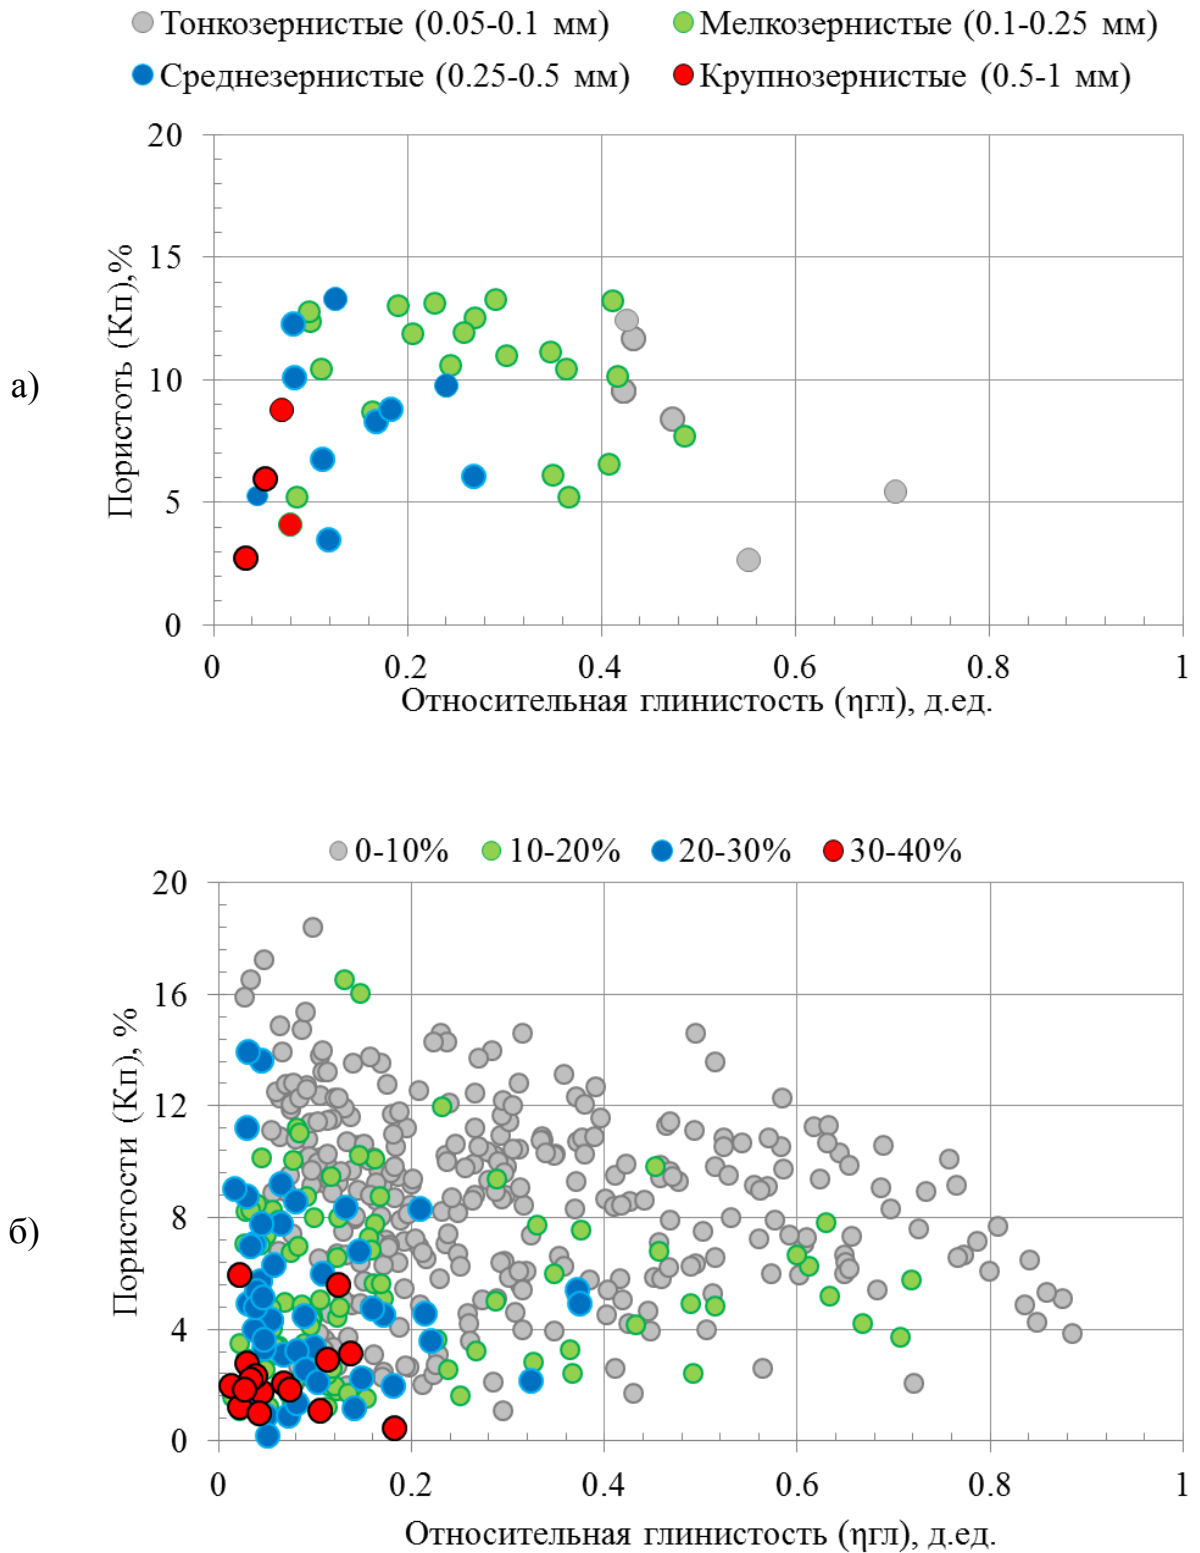 Тонкозернистые (0.05-0.1 мм) Мелкозернистые (0.1-0.25 мм)
Среднезернистые (0.25-0.5 мм) Крупнозернистые (0.5-1 мм)
а)
Пористоть (Кп),%
20
15
10
5
0
0 0.2 0.4 0.6 0.8 1
Относительная глинистость (ηгл), д.ед.
0-10% 10-20% 20-30% 30-40%
б)
Пористости (Кп), %
20
16
12
8
4
0
0 0.2 0.4 0.6 0.8 1
Относительная глинистость (ηгл), д.ед.